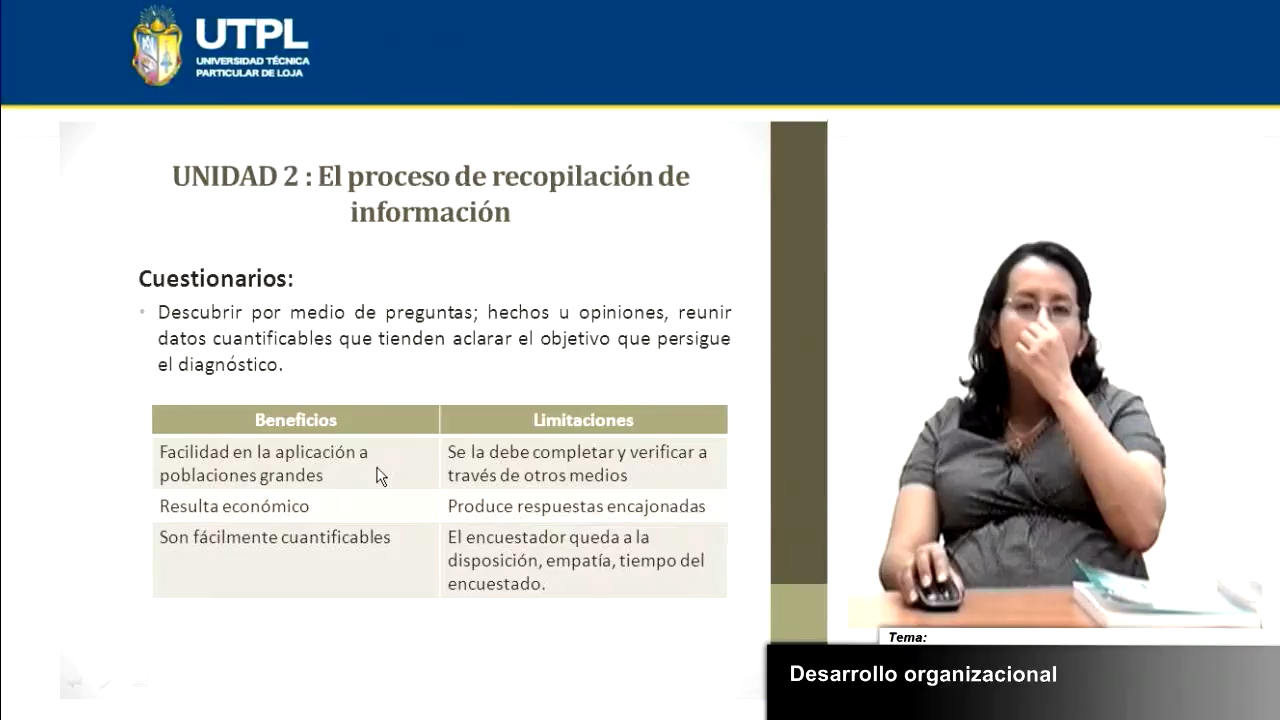 UTPL
UNIVERSIDAD TÉCNICA
PARTICULAR DE LOJA
UNIDAD 2 : El proceso de recopilación de
información
Cuestionarios:
• Descubrir por medio de preguntas; hechos u opiniones, reunir
datos cuantificables que tienden aclarar el objetivo que persigue
el diagnóstico.
Beneficios
Limitaciones
Facilidad en la aplicación a
poblaciones grandes
Se la debe completar y verificar a
través de otros medios
Resulta económico
Produce respuestas encajonadas
Son fácilmente cuantificables
El encuestador queda a la
disposición, empatía, tiempo del
encuestado.
Tema:
Desarrollo organizacional